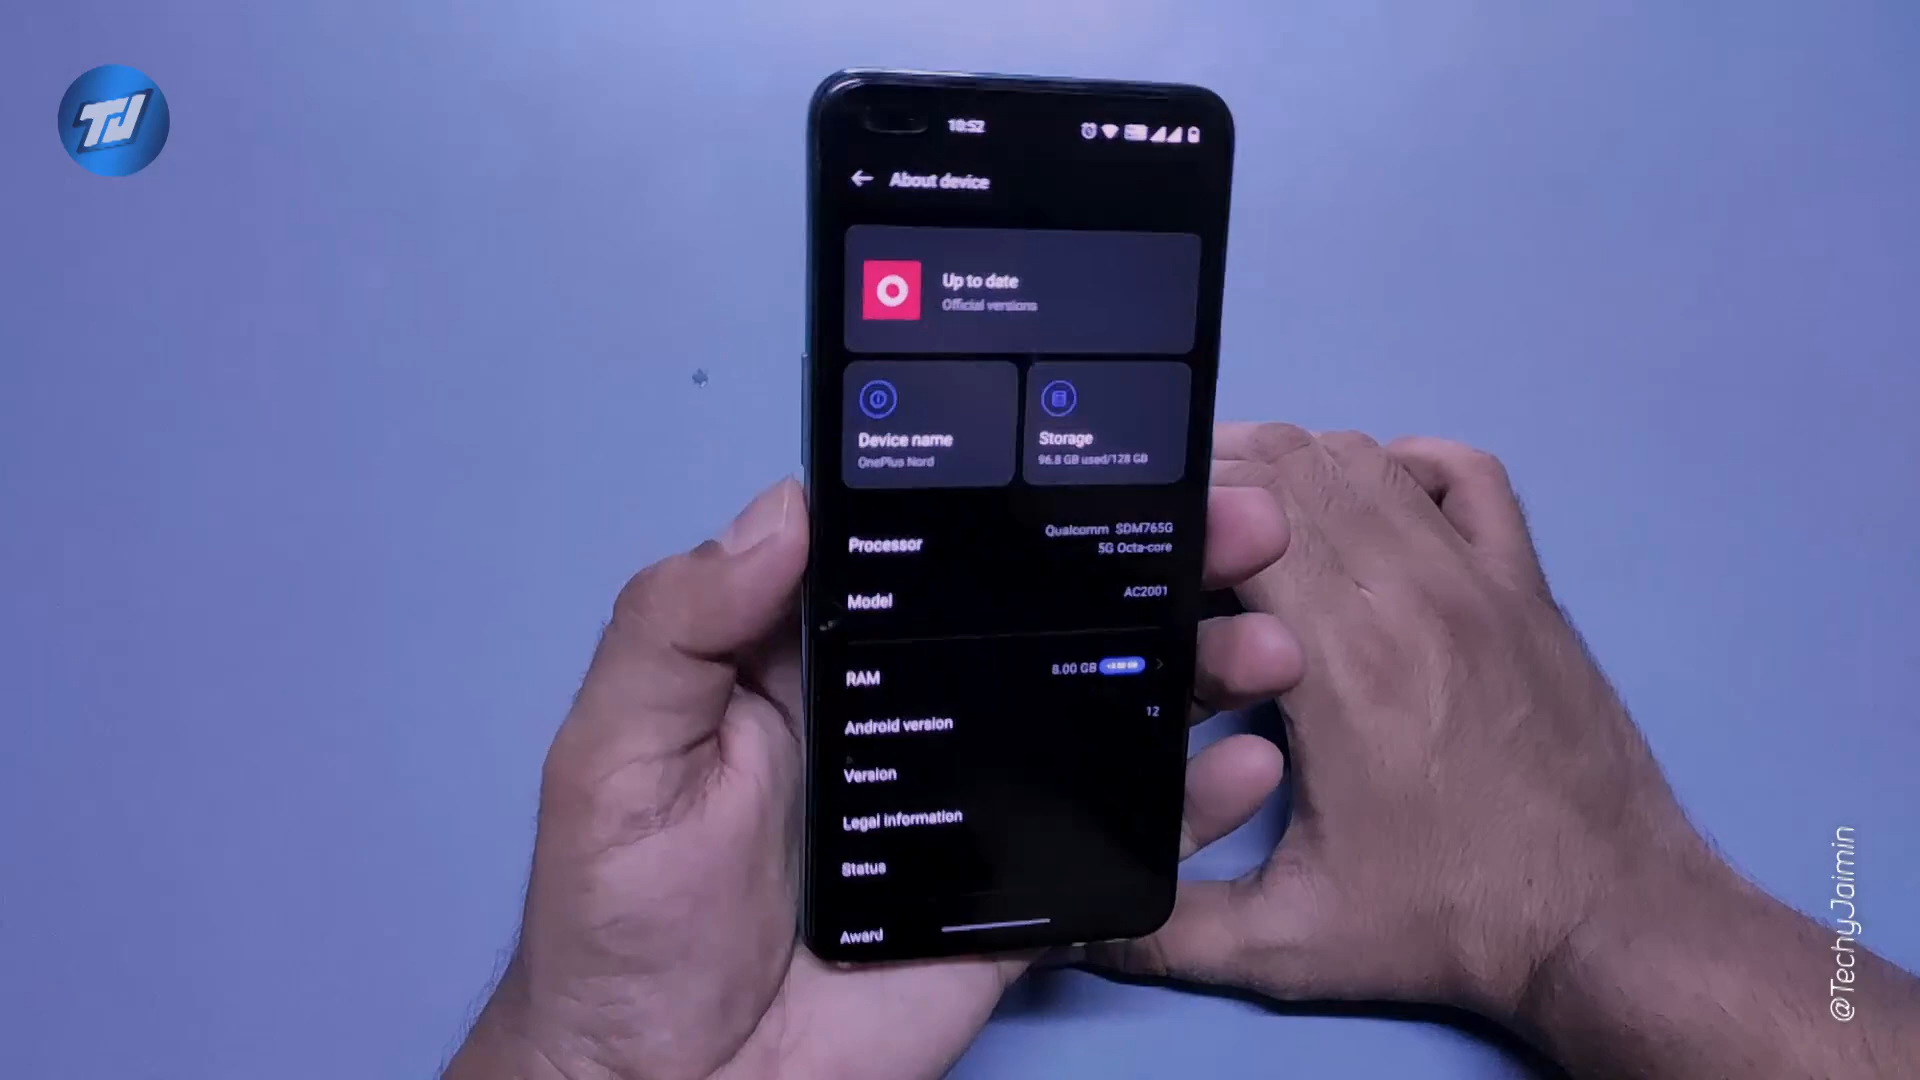 TJ
10:52
About device
Up to date
Official versions
Device name
OnePlus Nord
Storage
96.8 GB used/128 GB
Processor
Qualcomm SDM765G
5G Octa-core
Model
AC2001
RAM
8.00 GB
Android version
12
Version
Legal information
Status
Award
@TechyJaimin